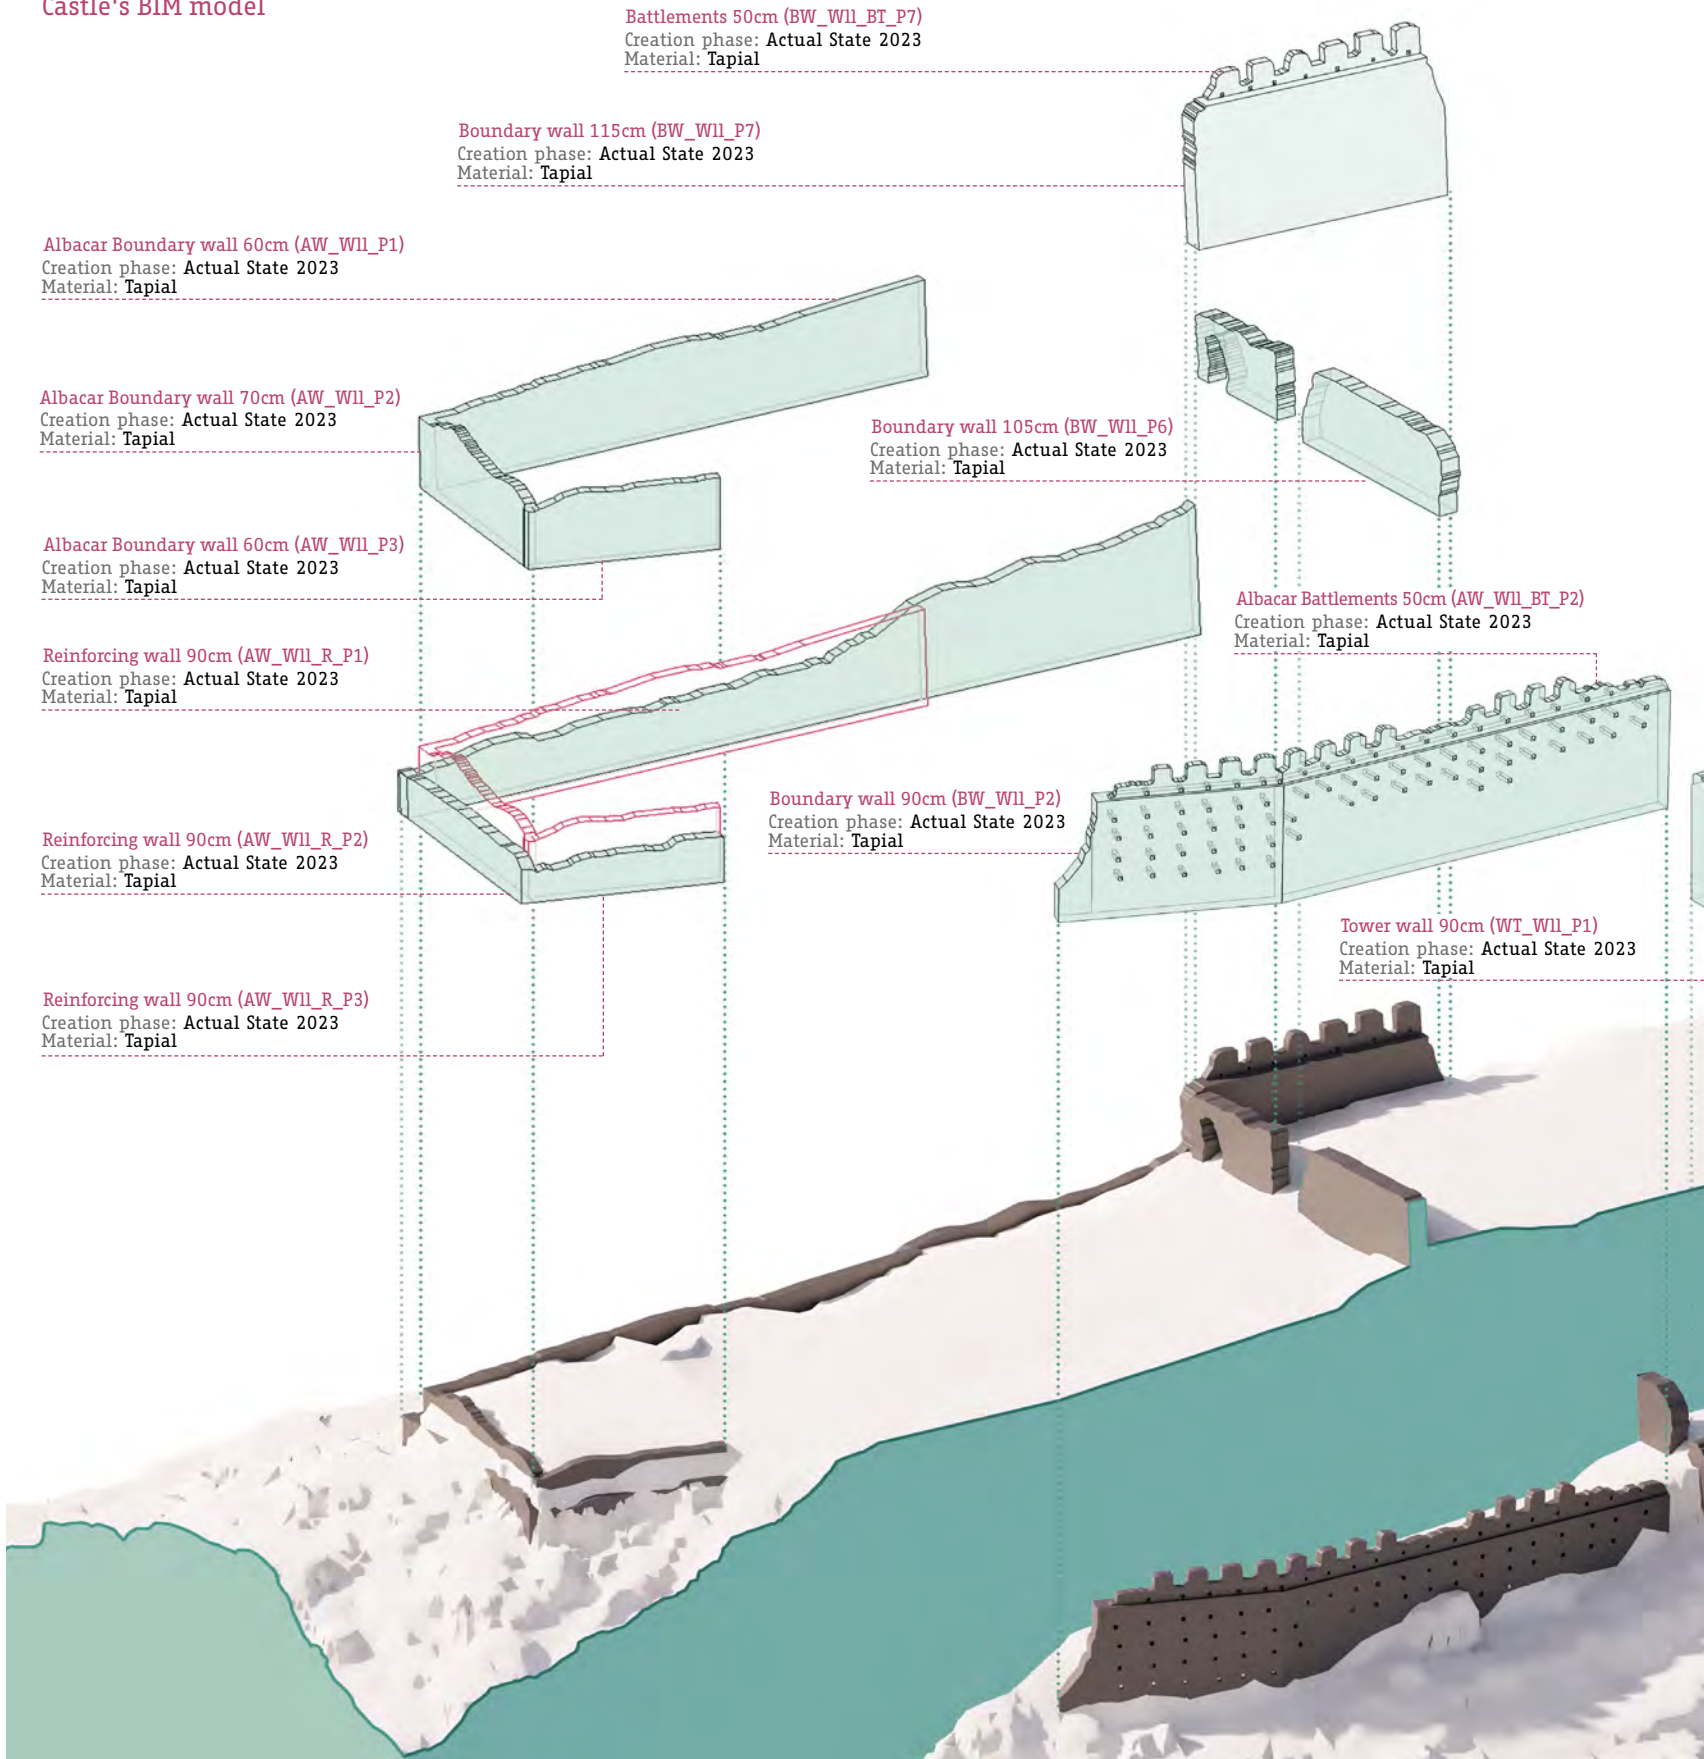 Castle's BIM model
Battlements 50cm (BW_Wll_BT_P7)
Creation phase: Actual State 2023
Material: Tapial
Boundary wall 115cm (BW_Wll_P7)
Creation phase: Actual State 2023
Material: Tapial
Albacar Boundary wall 60cm (AW_Wll_P1)
Creation phase: Actual State 2023
Material: Tapial
Albacar Boundary wall 70cm (AW_Wll_P2)
Creation phase: Actual State 2023
Material: Tapial
Boundary wall 105cm (BW_Wll_P6)
Creation phase: Actual State 2023
Material: Tapial
Albacar Boundary wall 60cm (AW_Wll_P3)
Creation phase: Actual State 2023
Material: Tapial
Albacar Battlements 50cm (AW_Wll_BT_P2)
Creation phase: Actual State 2023
Material: Tapial
Reinforcing wall 90cm (AW_Wll_R_P1)
Creation phase: Actual State 2023
Material: Tapial
Boundary wall 90cm (BW_Wll_P2)
Creation phase: Actual State 2023
Material: Tapial
Reinforcing wall 90cm (AW_Wll_R_P2)
Creation phase: Actual State 2023
Material: Tapial
Tower wall 90cm (WT_Wll_P1)
Creation phase: Actual State 2023
Material: Tapial
Reinforcing wall 90cm (AW_Wll_R_P3)
Creation phase: Actual State 2023
Material: Tapial